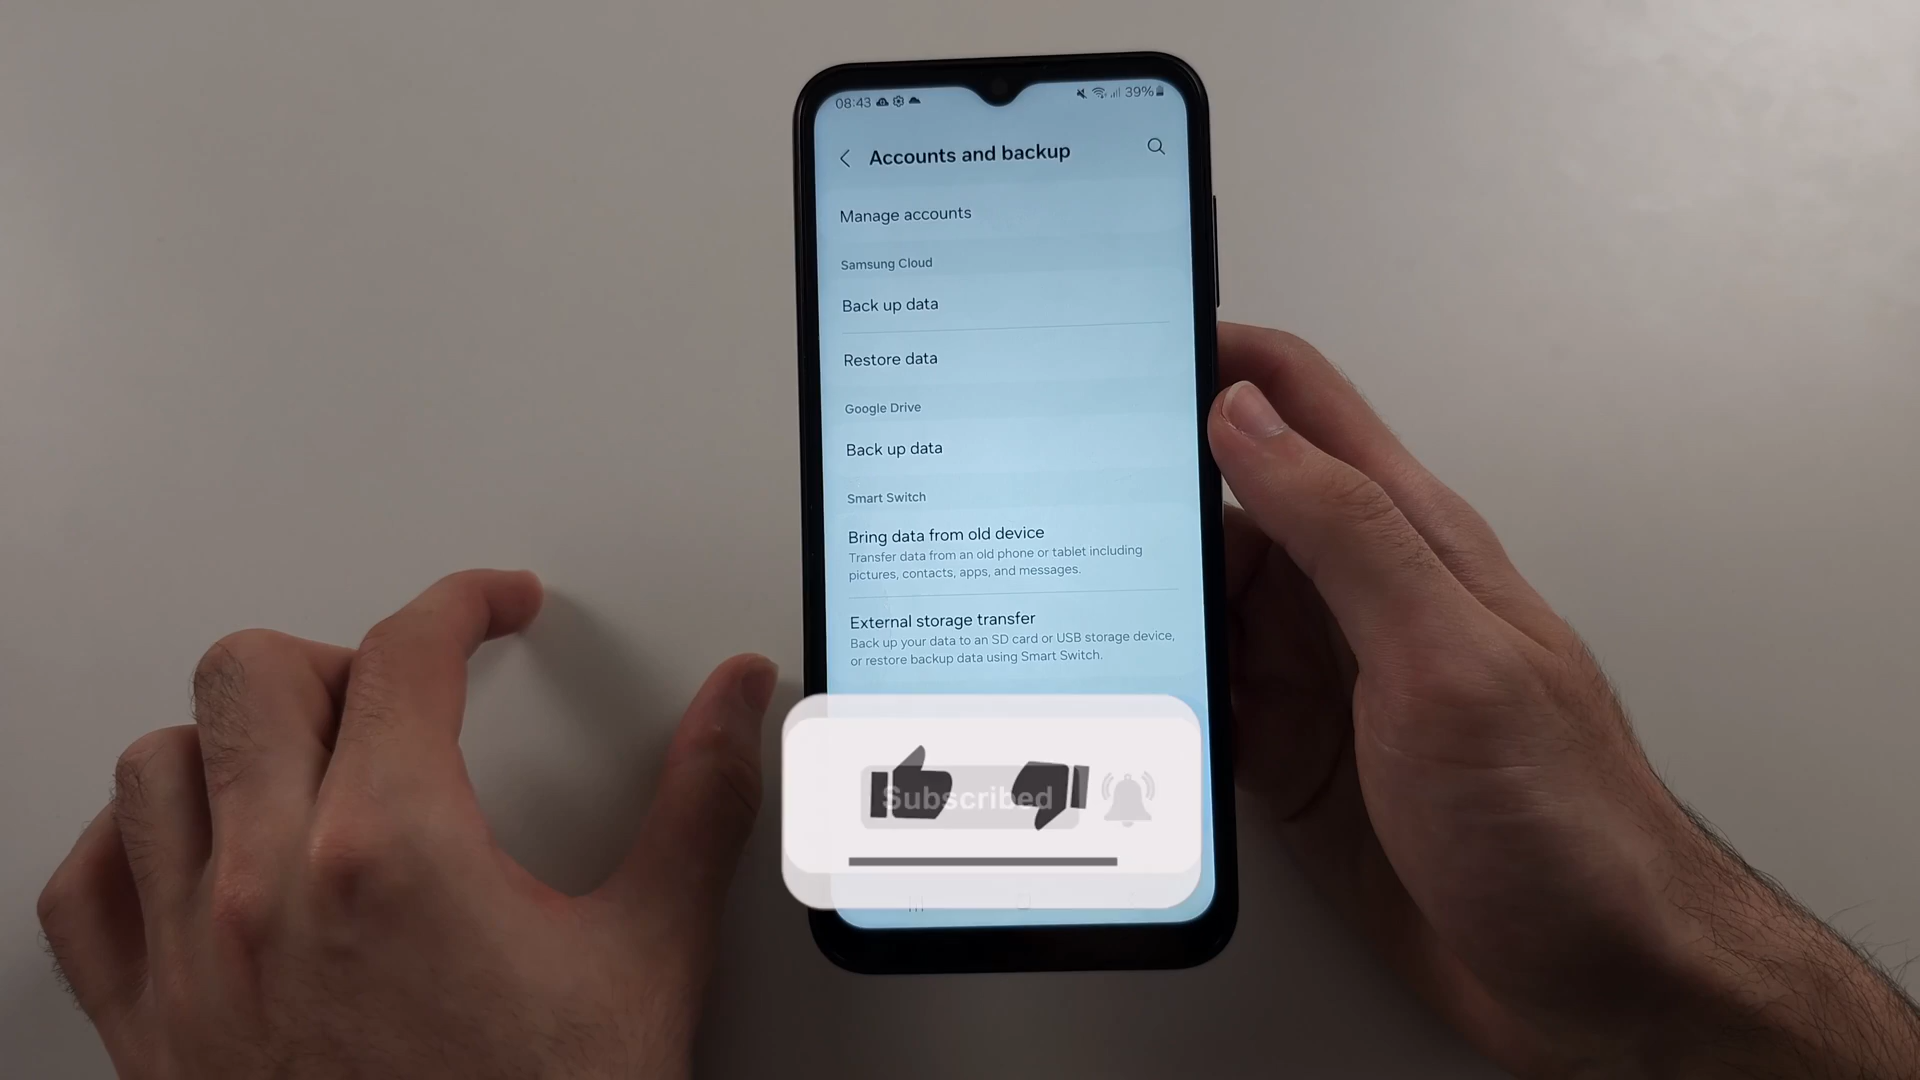 08:43
39%
Accounts and backup
Manage accounts
Samsung Cloud
Back up data
Restore data
Google Drive
Back up data
Smart Switch
Bring data from old device
Transfer data from an old phone or tablet including
pictures, contacts, apps, and messages.
External storage transfer
Back up your data to an SD card or USB storage device,
or restore backup data using Smart Switch.
Subscribed